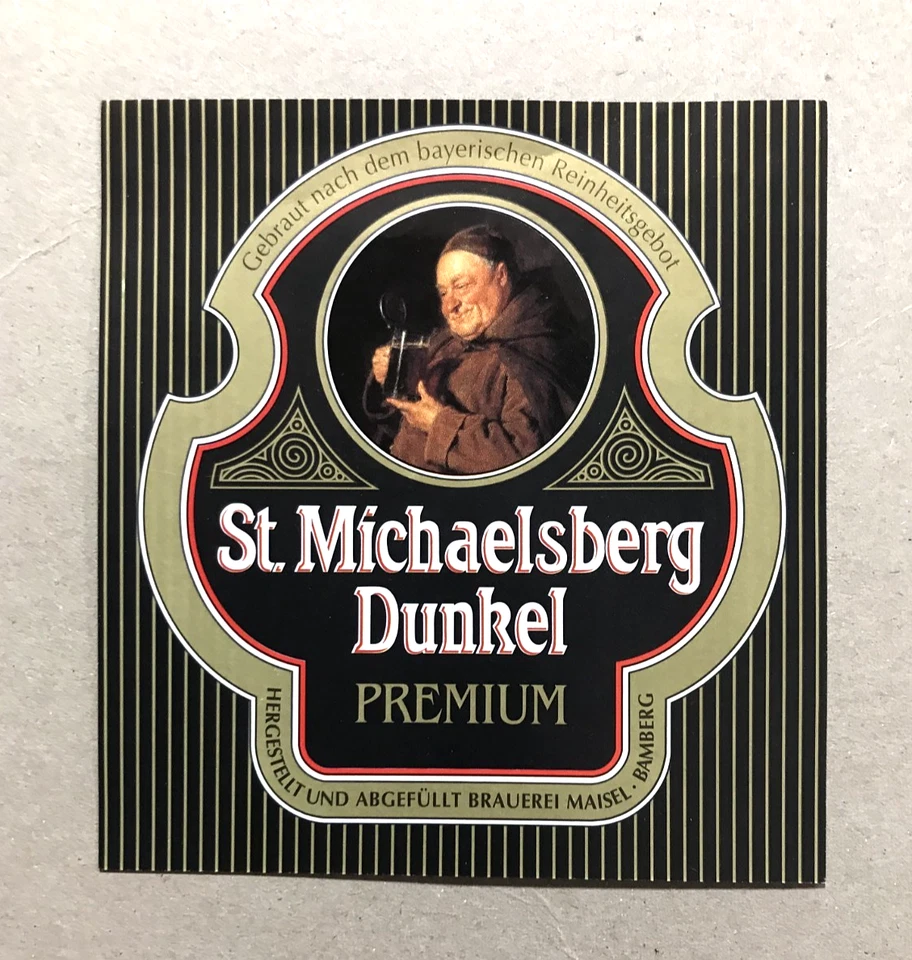 Gebraut nach dem bayerischen Reinheitsgebot
St. Michaelsberg
Dunkel
PREMIUM
HERGESTELLT UND ABGEFÜLLT BRAUEREI MAISEL · BAMBERG